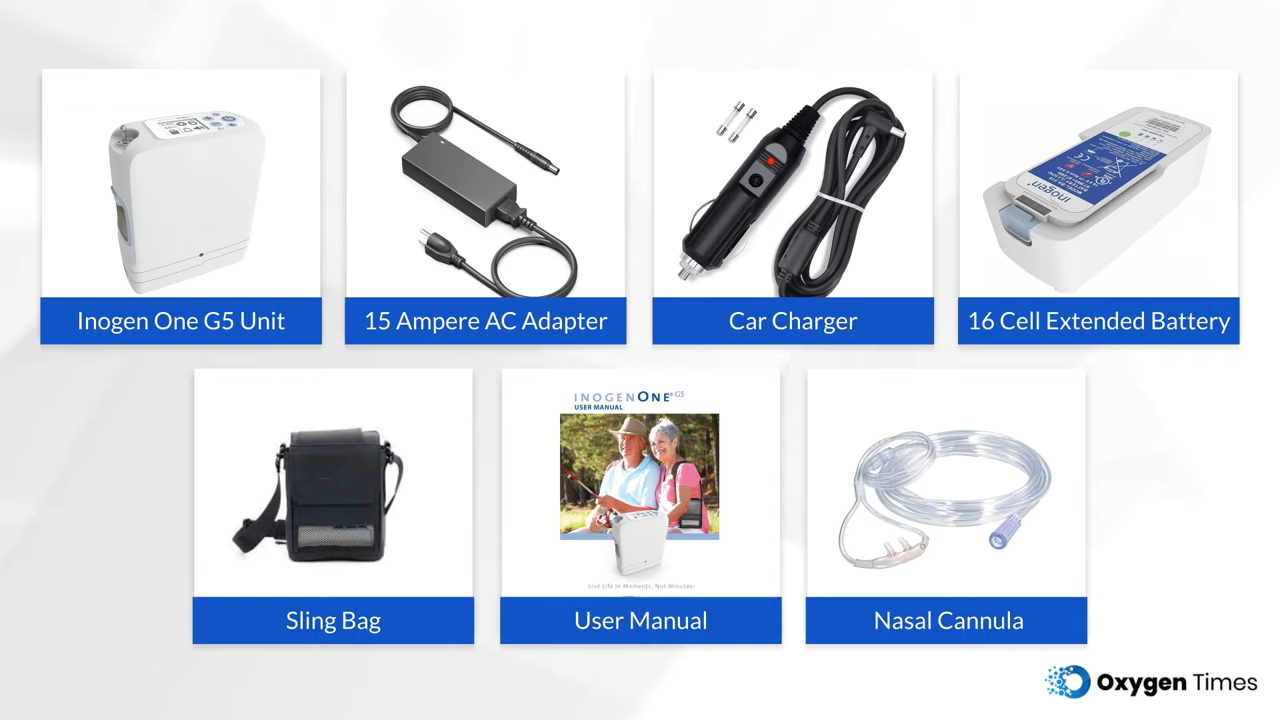 Inogen One G5 Unit
15 Ampere AC Adapter
Car Charger
inogen
16 Cell Extended Battery
INOGENONE®G5
USER MANUAL
Live Life in Moments, Not Minutes
Sling Bag
User Manual
Nasal Cannula
Oxygen Times